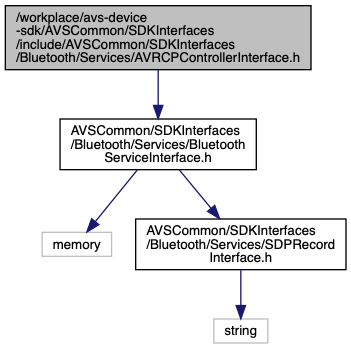 /workplace/avs-device
-sdk/AVSCommon/SDKInterfaces
/include/AVSCommon/SDKInterfaces
/Bluetooth/Services/AVRCPControllerInterface.h
AVSCommon/SDKInterfaces
/Bluetooth/Services/Bluetooth
ServiceInterface.h
memory
AVSCommon/SDKInterfaces
/Bluetooth/Services/SDPRecord
Interface.h
string